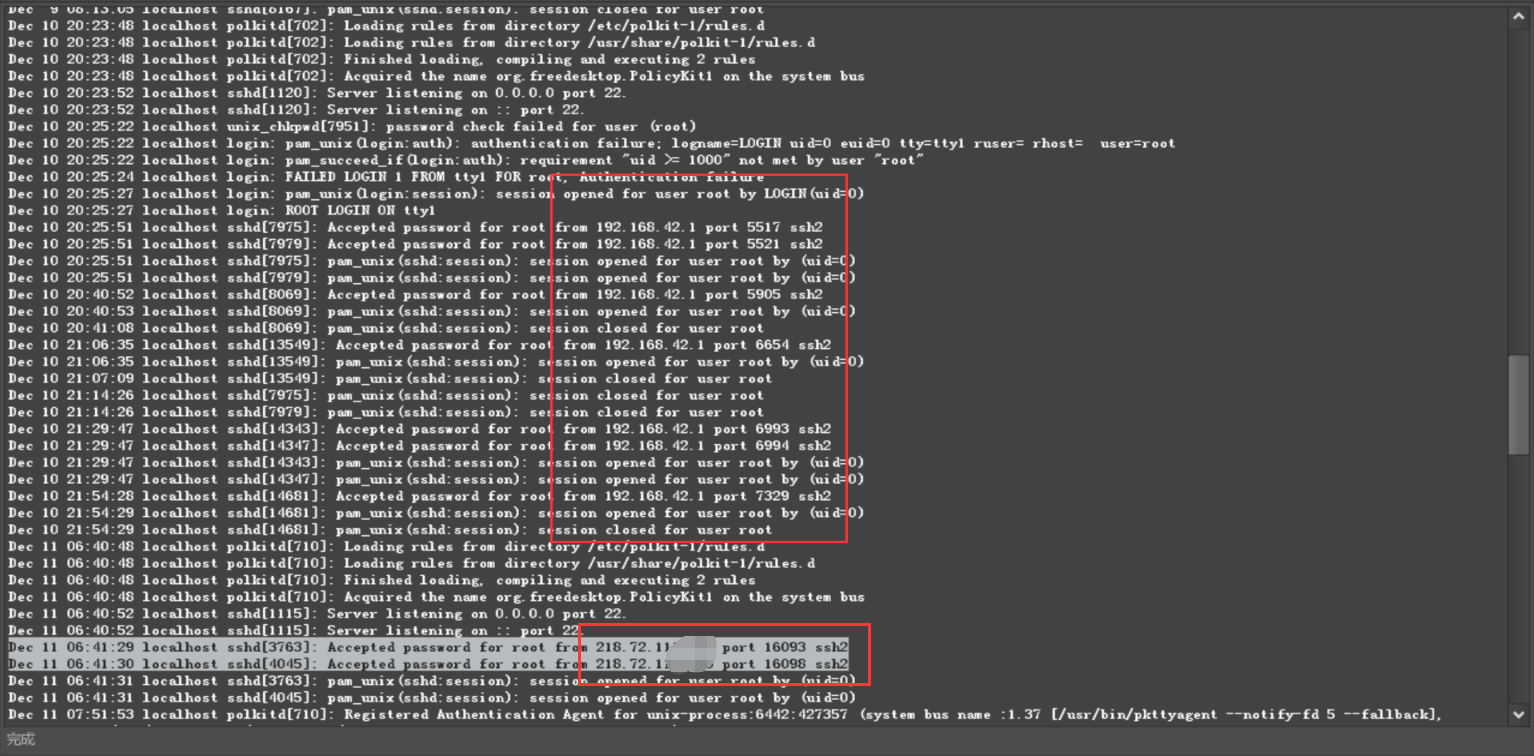 Dec  9 08:13:05 localhost sshd[8167]: pam_unix(sshd:session): session closed for user root
Dec 10 20:23:48 localhost polkitd[702]: Loading rules from directory /etc/polkit-1/rules.d
Dec 10 20:23:48 localhost polkitd[702]: Loading rules from directory /usr/share/polkit-1/rules.d
Dec 10 20:23:48 localhost polkitd[702]: Finished loading, compiling and executing 2 rules
Dec 10 20:23:48 localhost polkitd[702]: Acquired the name org.freedesktop.PolicyKit1 on the system bus
Dec 10 20:23:52 localhost sshd[1120]: Server listening on 0.0.0.0 port 22.
Dec 10 20:23:52 localhost sshd[1120]: Server listening on :: port 22.
Dec 10 20:25:22 localhost unix_chkpwd[7951]: password check failed for user (root)
Dec 10 20:25:22 localhost login: pam_unix(login:auth): authentication failure; logname=LOGIN uid=0 euid=0 tty=tty1 ruser= rhost=  user=root
Dec 10 20:25:22 localhost login: pam_succeed_if(login:auth): requirement "uid >= 1000" not met by user "root"
Dec 10 20:25:24 localhost login: FAILED LOGIN 1 FROM tty1 FOR root, Authentication failure
Dec 10 20:25:27 localhost login: pam_unix(login:session): session opened for user root by LOGIN(uid=0)
Dec 10 20:25:27 localhost login: ROOT LOGIN ON tty1
Dec 10 20:25:51 localhost sshd[7975]: Accepted password for root from 192.168.42.1 port 5517 ssh2
Dec 10 20:25:51 localhost sshd[7979]: Accepted password for root from 192.168.42.1 port 5521 ssh2
Dec 10 20:25:51 localhost sshd[7975]: pam_unix(sshd:session): session opened for user root by (uid=0)
Dec 10 20:25:51 localhost sshd[7979]: pam_unix(sshd:session): session opened for user root by (uid=0)
Dec 10 20:40:52 localhost sshd[8069]: Accepted password for root from 192.168.42.1 port 5905 ssh2
Dec 10 20:40:53 localhost sshd[8069]: pam_unix(sshd:session): session opened for user root by (uid=0)
Dec 10 20:41:08 localhost sshd[8069]: pam_unix(sshd:session): session closed for user root
Dec 10 21:06:35 localhost sshd[13549]: Accepted password for root from 192.168.42.1 port 6654 ssh2
Dec 10 21:06:35 localhost sshd[13549]: pam_unix(sshd:session): session opened for user root by (uid=0)
Dec 10 21:07:09 localhost sshd[13549]: pam_unix(sshd:session): session closed for user root
Dec 10 21:14:26 localhost sshd[7975]: pam_unix(sshd:session): session closed for user root
Dec 10 21:14:26 localhost sshd[7979]: pam_unix(sshd:session): session closed for user root
Dec 10 21:29:47 localhost sshd[14343]: Accepted password for root from 192.168.42.1 port 6993 ssh2
Dec 10 21:29:47 localhost sshd[14347]: Accepted password for root from 192.168.42.1 port 6994 ssh2
Dec 10 21:29:47 localhost sshd[14343]: pam_unix(sshd:session): session opened for user root by (uid=0)
Dec 10 21:29:47 localhost sshd[14347]: pam_unix(sshd:session): session opened for user root by (uid=0)
Dec 10 21:54:28 localhost sshd[14681]: Accepted password for root from 192.168.42.1 port 7329 ssh2
Dec 10 21:54:29 localhost sshd[14681]: pam_unix(sshd:session): session opened for user root by (uid=0)
Dec 10 21:54:29 localhost sshd[14681]: pam_unix(sshd:session): session closed for user root
Dec 11 06:40:48 localhost polkitd[710]: Loading rules from directory /etc/polkit-1/rules.d
Dec 11 06:40:48 localhost polkitd[710]: Loading rules from directory /usr/share/polkit-1/rules.d
Dec 11 06:40:48 localhost polkitd[710]: Finished loading, compiling and executing 2 rules
Dec 11 06:40:48 localhost polkitd[710]: Acquired the name org.freedesktop.PolicyKit1 on the system bus
Dec 11 06:40:52 localhost sshd[1115]: Server listening on 0.0.0.0 port 22.
Dec 11 06:40:52 localhost sshd[1115]: Server listening on :: port 22.
Dec 11 06:41:29 localhost sshd[3763]: Accepted password for root from port 16093 ssh2
Dec 11 06:41:30 localhost sshd[4045]: Accepted password for root from port 16098 ssh2
Dec 11 06:41:31 localhost sshd[3763]: pam_unix(sshd:session): session opened for user root by (uid=0)
Dec 11 06:41:31 localhost sshd[4045]: pam_unix(sshd:session): session opened for user root by (uid=0)
Dec 11 07:51:53 localhost polkitd[710]: Registered Authentication Agent for unix-process:6442:427357 (system bus name :1.37 [/usr/bin/pkttyagent --notify-fd 5 --fallback],
完成